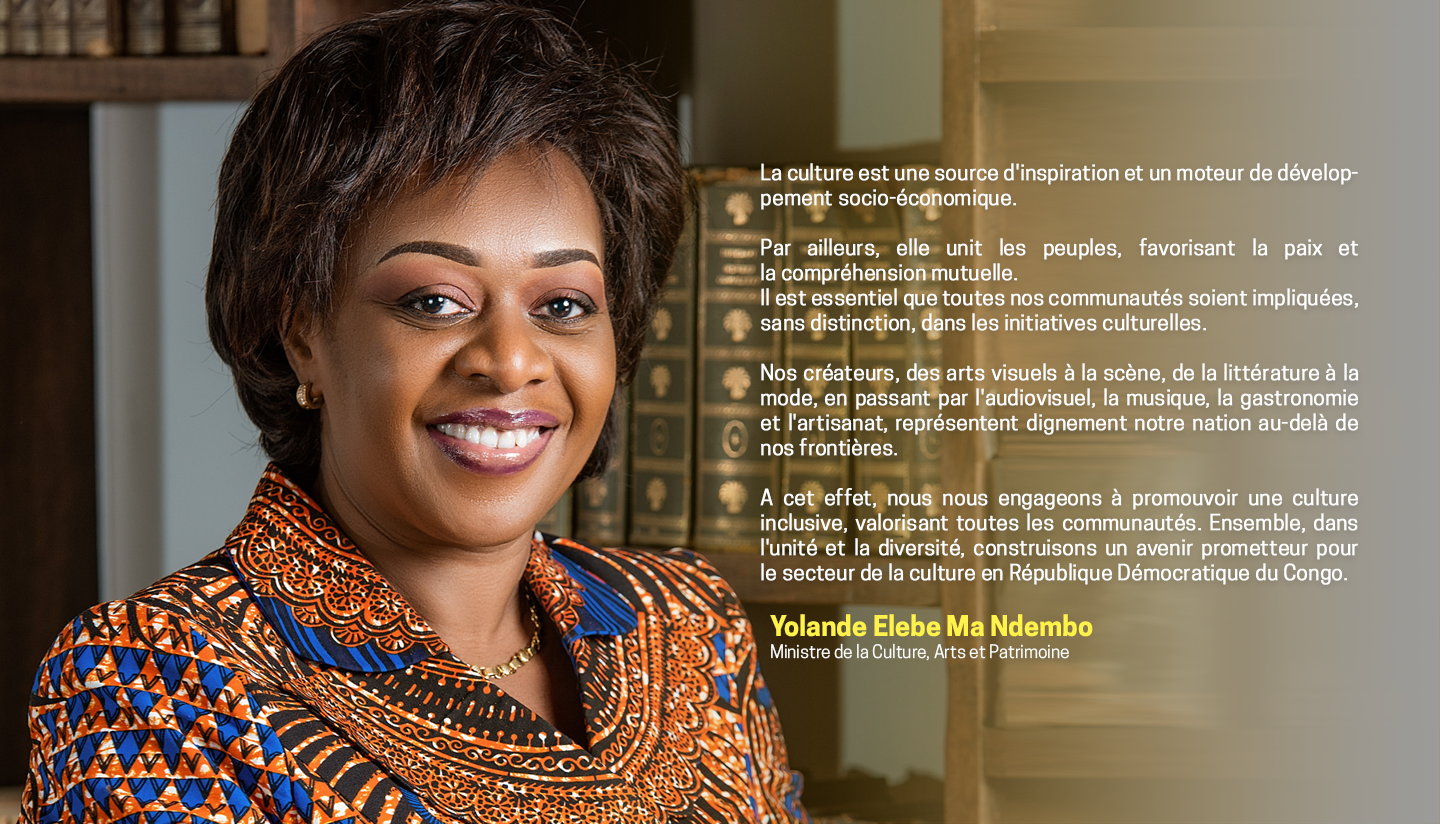 La culture est une source d'inspiration et un moteur de dévelop-
pement socio-économique.
Par ailleurs, elle unit les peuples, favorisant la paix et
la compréhension mutuelle.
Il est essentiel que toutes nos communautés soient impliquées,
sans distinction, dans les initiatives culturelles.
Nos créateurs, des arts visuels à la scène, de la littérature à la
mode, en passant par l'audiovisuel, la musique, la gastronomie
et l'artisanat, représentent dignement notre nation au-delà de
nos frontières.
A cet effet, nous nous engageons à promouvoir une culture
inclusive, valorisant toutes les communautés. Ensemble, dans
l'unité et la diversité, construisons un avenir prometteur pour
le secteur de la culture en République Démocratique du Congo.
Yolande Elebe Ma Ndembo
Ministre de la Culture, Arts et Patrimoine